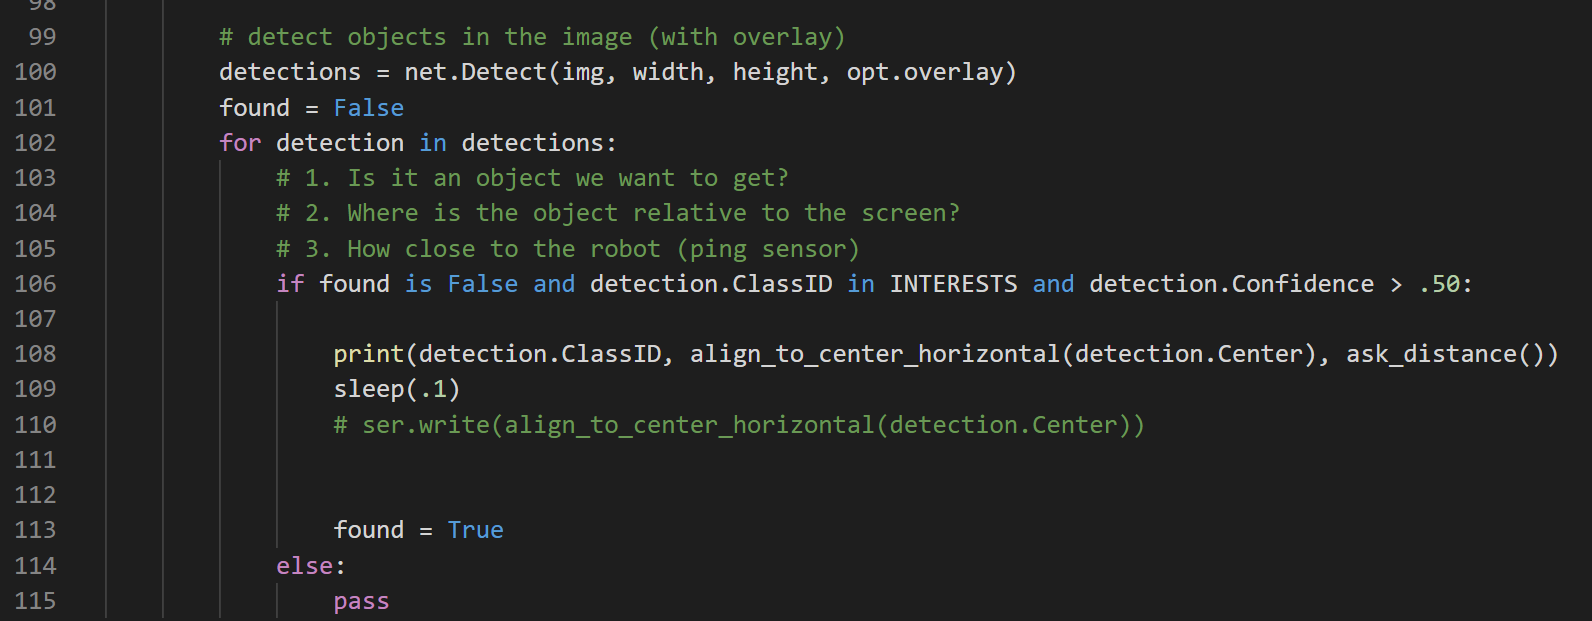 98
99 # detect objects in the image (with overlay)
100 detections = net.Detect(img, width, height, opt.overlay)
101 found = False
102 for detection in detections:
103 # 1. Is it an object we want to get?
104 # 2. Where is the object relative to the screen?
105 # 3. How close to the robot (ping sensor)
106 if found is False and detection.ClassID in INTERESTS and detection.Confidence > .50:
107
108 print(detection.ClassID, align_to_center_horizontal(detection.Center), ask_distance())
109 sleep(.1)
110 # ser.write(align_to_center_horizontal(detection.Center))
111
112
113 found = True
114 else:
115 pass